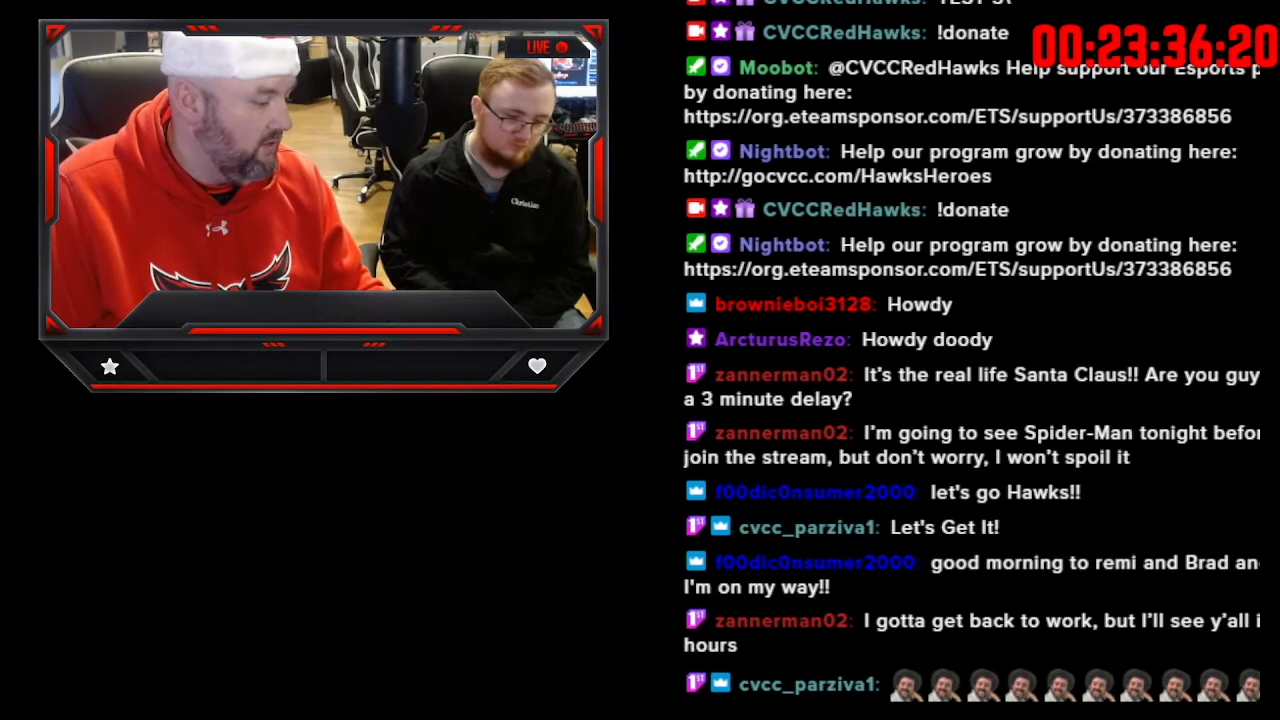 LIVE
Christian
00:23:36:20
CVCCRedHawks: !donate
Moobot: @CVCCRedHawks Help support our Esports p
by donating here:
https://org.eteamsponsor.com/ETS/supportUs/373386856
Nightbot: Help our program grow by donating here:
http://gocvcc.com/HawksHeroes
CVCCRedHawks: !donate
Nightbot: Help our program grow by donating here:
https://org.eteamsponsor.com/ETS/supportUs/373386856
brownieboi3128: Howdy
ArcturusRezo: Howdy doody
zannerman02: It's the real life Santa Claus!! Are you guy
a 3 minute delay?
zannerman02: I'm going to see Spider-Man tonight befor
join the stream, but don't worry, I won't spoil it
f00dic0nsumer2000: let's go Hawks!!
cvcc_parziva1: Let's Get It!
f00dic0nsumer2000: good morning to remi and Brad an
I'm on my way!!
zannerman02: I gotta get back to work, but I'll see y'all i
hours
cvcc_parziva1: